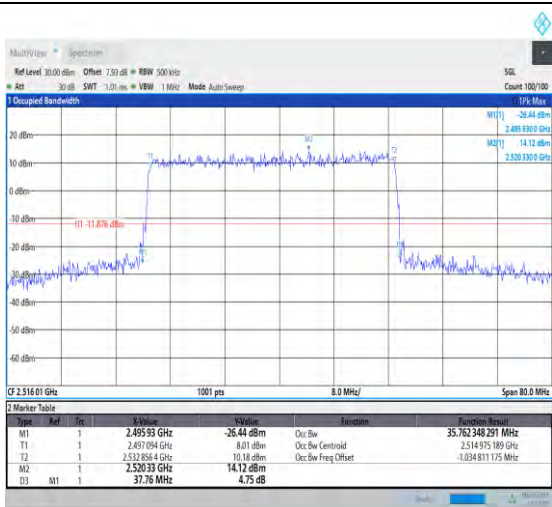 MultiView Spectrum
Ref Level 30.00 dBm Offset 7.93 dB RBW 500 kHz SGL
Att 30 dB SWT 1.01 ms VBW 1 MHz Mode Auto Sweep Count 100/100
1 Occupied Bandwidth 1Pk Max
M1[1] -26.44 dBm
2.495 930 0 GHz
M2[1] 14.12 dBm
2.520 330 0 GHz
20 dBm
M2
T1
T2
10 dBm
0 dBm
-10 dBm
H1 -11.876 dBm
-20 dBm
-30 dBm
-40 dBm
-50 dBm
-60 dBm
CF 2.516 01 GHz 1001 pts 8.0 MHz/ Span 80.0 MHz
2 Marker Table
Type Ref Trc X-Value Y-Value Function Function Result
M1 1 2.495 93 GHz -26.44 dBm Occ Bw 35.762 348 291 MHz
T1 1 2.497 094 GHz 8.01 dBm Occ Bw Centroid 2.514 975 189 GHz
T2 1 2.532 856 4 GHz 10.18 dBm Occ Bw Freq Offset -1.034 811 175 MHz
M2 1 2.520 33 GHz 14.12 dBm
D3 M1 1 37.76 MHz 4.75 dB